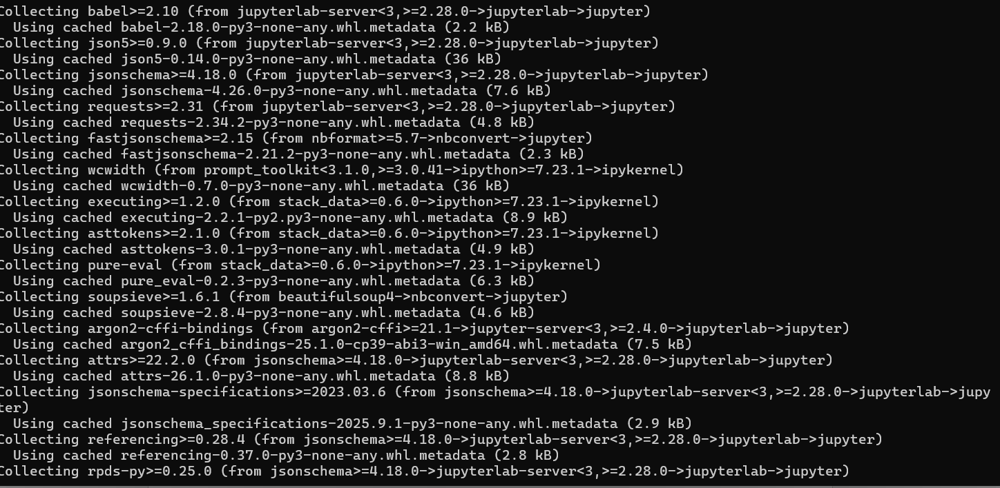 Collecting babel>=2.10 (from jupyterlab-server<3,>=2.28.0->jupyterlab->jupyter)
  Using cached babel-2.18.0-py3-none-any.whl.metadata (2.2 kB)
Collecting json5>=0.9.0 (from jupyterlab-server<3,>=2.28.0->jupyterlab->jupyter)
  Using cached json5-0.14.0-py3-none-any.whl.metadata (36 kB)
Collecting jsonschema>=4.18.0 (from jupyterlab-server<3,>=2.28.0->jupyterlab->jupyter)
  Using cached jsonschema-4.26.0-py3-none-any.whl.metadata (7.6 kB)
Collecting requests>=2.31 (from jupyterlab-server<3,>=2.28.0->jupyterlab->jupyter)
  Using cached requests-2.34.2-py3-none-any.whl.metadata (4.8 kB)
Collecting fastjsonschema>=2.15 (from nbformat>=5.7->nbconvert->jupyter)
  Using cached fastjsonschema-2.21.2-py3-none-any.whl.metadata (2.3 kB)
Collecting wcwidth (from prompt_toolkit<3.1.0,>=3.0.41->ipython>=7.23.1->ipykernel)
  Using cached wcwidth-0.7.0-py3-none-any.whl.metadata (36 kB)
Collecting executing>=1.2.0 (from stack_data>=0.6.0->ipython>=7.23.1->ipykernel)
  Using cached executing-2.2.1-py2.py3-none-any.whl.metadata (8.9 kB)
Collecting asttokens>=2.1.0 (from stack_data>=0.6.0->ipython>=7.23.1->ipykernel)
  Using cached asttokens-3.0.1-py3-none-any.whl.metadata (4.9 kB)
Collecting pure-eval (from stack_data>=0.6.0->ipython>=7.23.1->ipykernel)
  Using cached pure_eval-0.2.3-py3-none-any.whl.metadata (6.3 kB)
Collecting soupsieve>=1.6.1 (from beautifulsoup4->nbconvert->jupyter)
  Using cached soupsieve-2.8.4-py3-none-any.whl.metadata (4.6 kB)
Collecting argon2-cffi-bindings (from argon2-cffi>=21.1->jupyter-server<3,>=2.4.0->jupyterlab->jupyter)
  Using cached argon2_cffi_bindings-25.1.0-cp39-abi3-win_amd64.whl.metadata (7.5 kB)
Collecting attrs>=22.2.0 (from jsonschema>=4.18.0->jupyterlab-server<3,>=2.28.0->jupyterlab->jupyter)
  Using cached attrs-26.1.0-py3-none-any.whl.metadata (8.8 kB)
Collecting jsonschema-specifications>=2023.03.6 (from jsonschema>=4.18.0->jupyterlab-server<3,>=2.28.0->jupyterlab->jupy
ter)
  Using cached jsonschema_specifications-2025.9.1-py3-none-any.whl.metadata (2.9 kB)
Collecting referencing>=0.28.4 (from jsonschema>=4.18.0->jupyterlab-server<3,>=2.28.0->jupyterlab->jupyter)
  Using cached referencing-0.37.0-py3-none-any.whl.metadata (2.8 kB)
Collecting rpds-py>=0.25.0 (from jsonschema>=4.18.0->jupyterlab-server<3,>=2.28.0->jupyterlab->jupyter)